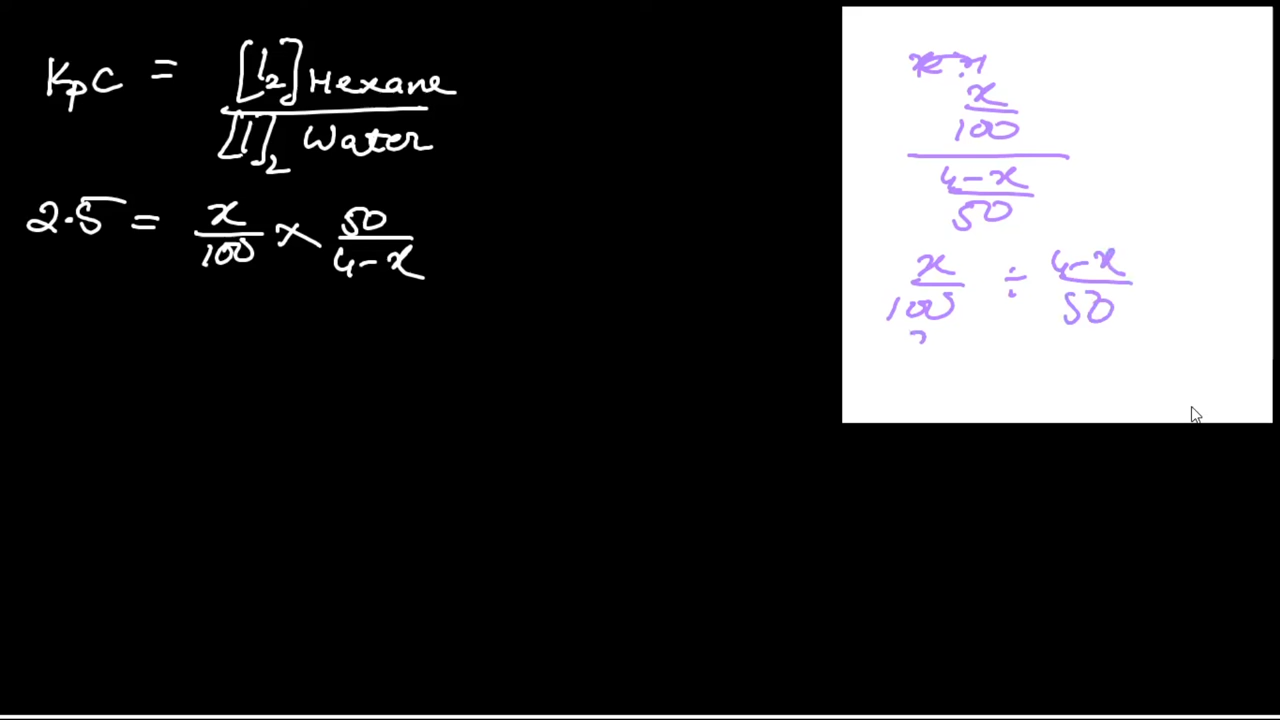 Kpc = [I2] Hexane
[I]2 Water
2.5 = x/100 × 50/4-x
x
100
4-x
50
x/100 ÷ 4-x/50